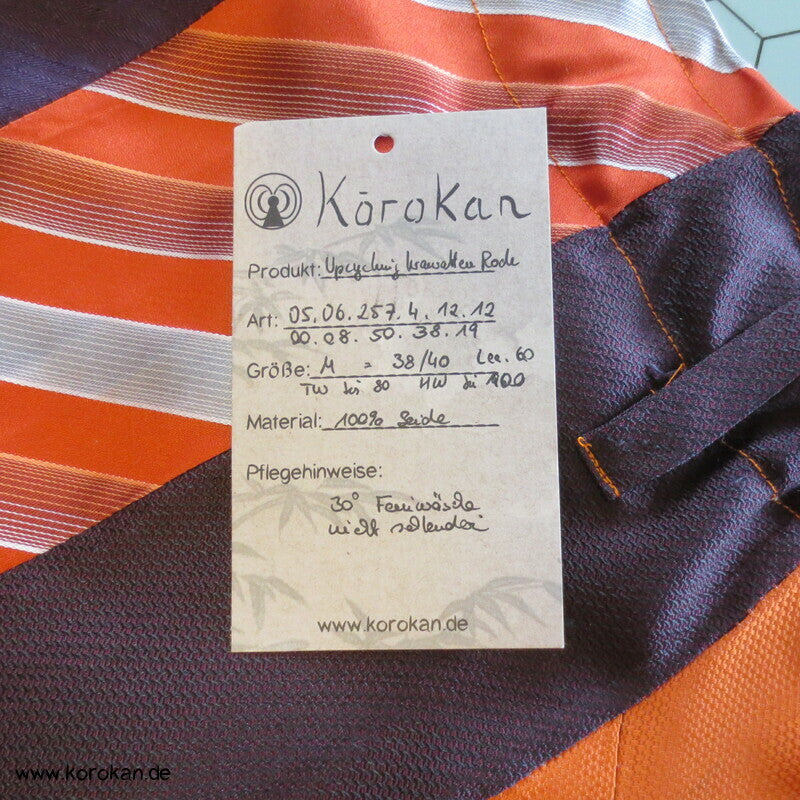 Kōrokan
Produkt: Upcycling Krawatten Rock
Art: 05.06.257.4.12.12
00.08.50.38.19
Größe: M = 38/40 Len. 60
TW bis 80 HW bis 100
Material: 100% Seide
Pflegehinweise:
30° Feinwäsche
nicht schleudern
www.korokan.de
www.korokan.de